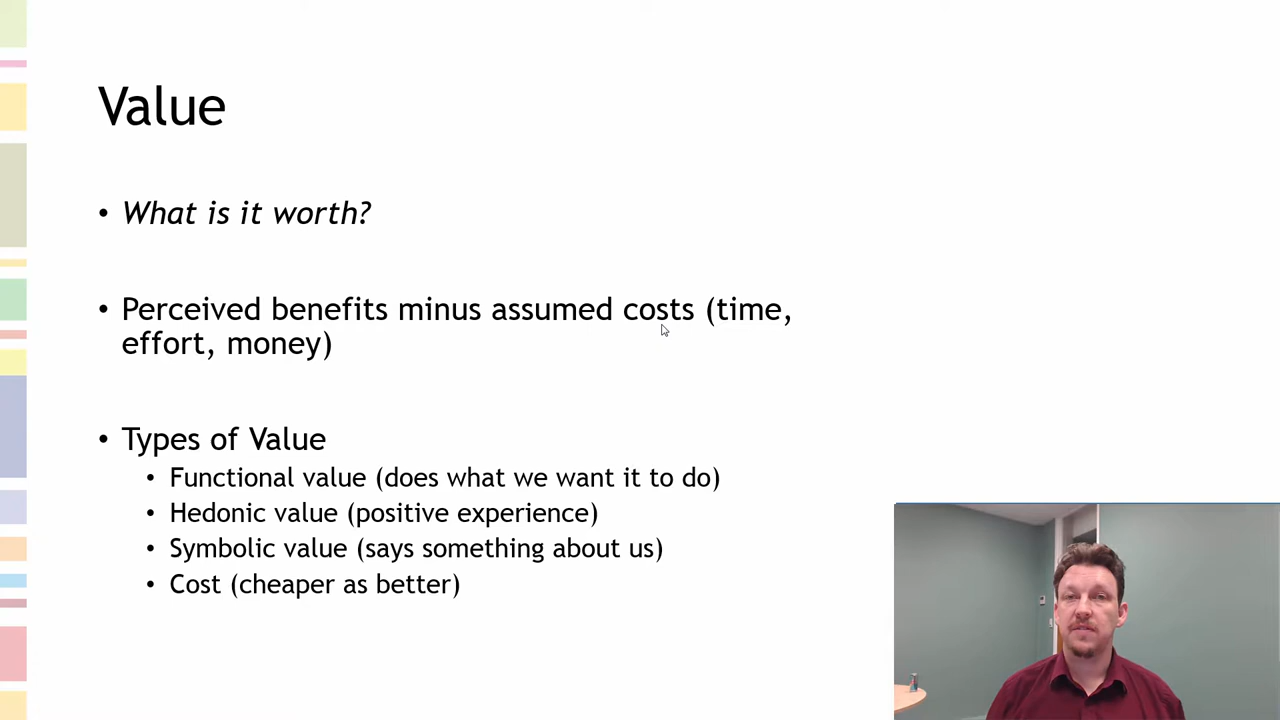 Value
• What is it worth?
• Perceived benefits minus assumed costs (time,
effort, money)
• Types of Value
• Functional value (does what we want it to do)
• Hedonic value (positive experience)
• Symbolic value (says something about us)
• Cost (cheaper as better)